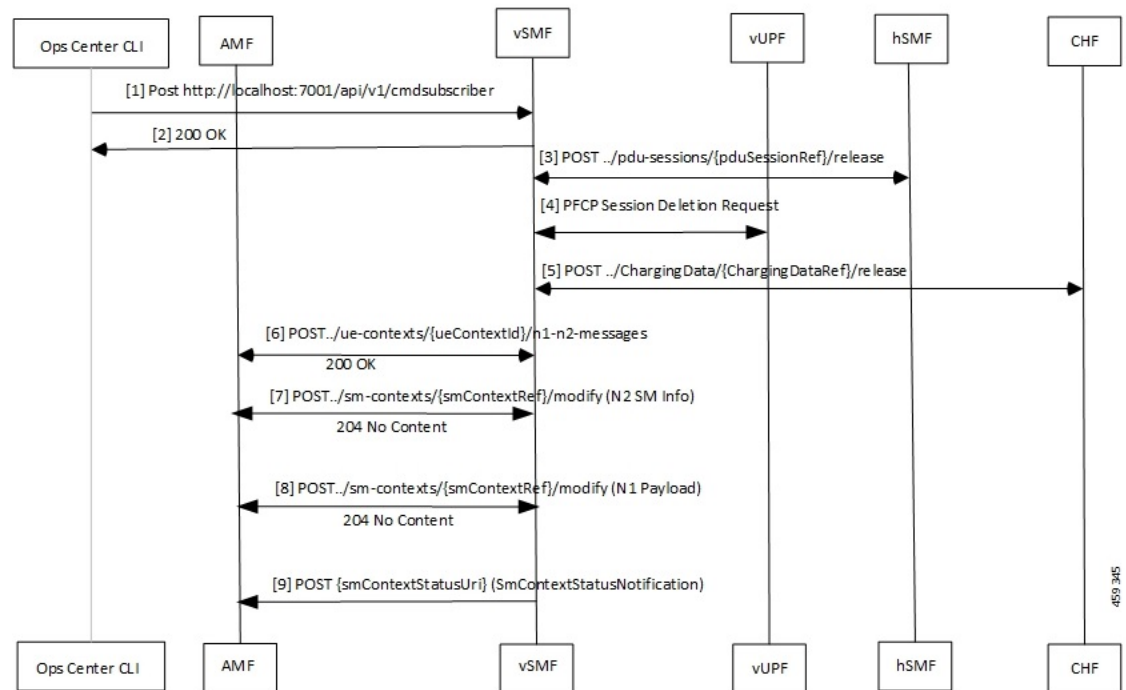 Ops Center CLI
AMF
vSMF
vUPF
hSMF
CHF
[1] Post http://localhost:7001/api/v1/cmdsubscriber
[2] 200 OK
[3] POST ../pdu-sessions/{pduSessionRef}/release
[4] PFCP Session Deletion Request
[5] POST ../ChargingData/{ChargingDataRef}/release
[6] POST../ue-contexts/{ueContextId}/n1-n2-messages
200 OK
[7] POST../sm-contexts/{smContextRef}/modify (N2 SM Info)
204 No Content
[8] POST../sm-contexts/{smContextRef}/modify (N1 Payload)
204 No Content
[9] POST {smContextStatusUri} (SmContextStatusNotification)
459345
Ops Center CLI
AMF
vSMF
vUPF
hSMF
CHF